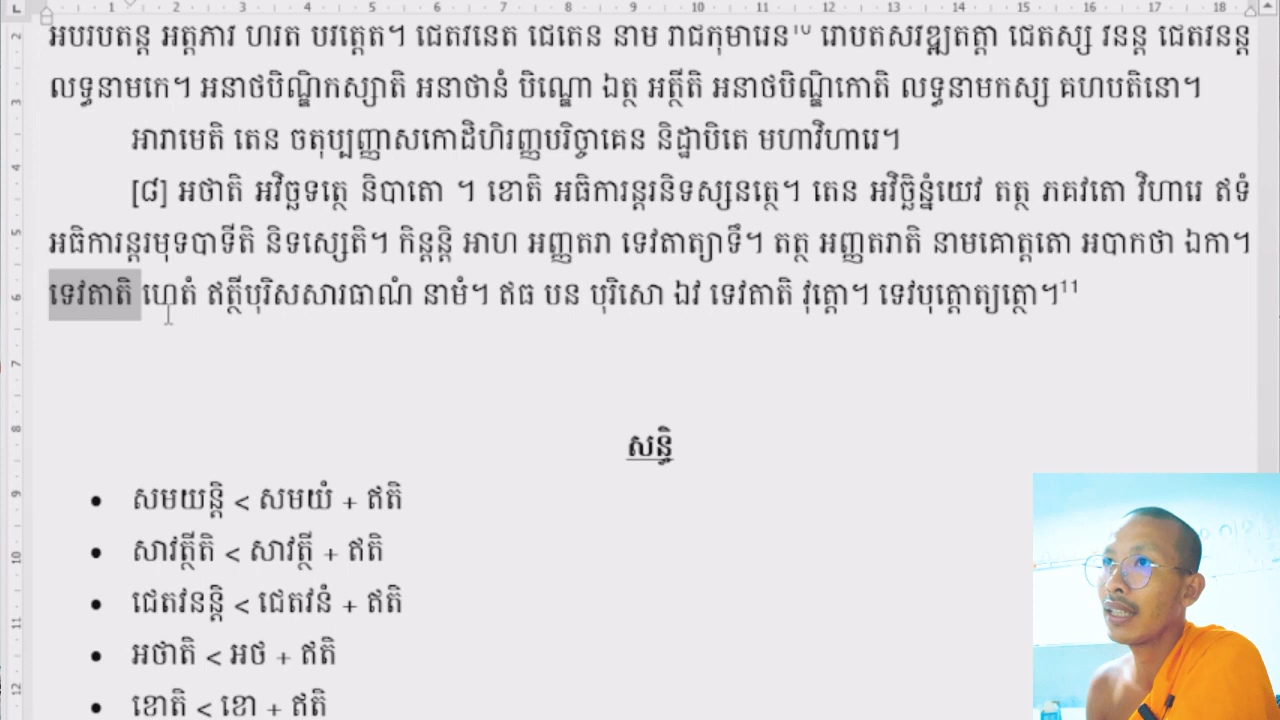 អបរបតន្ត អត្តភាវ ហរត បវត្តេត។ ជេតវនេត ជេតេន នាម រាជកុមារេន10 រោបតសវឌ្ឍតត្តា ជេតស្ស វនន្ត ជេតវនន្ត
លទ្ធនាមកេ។ អនាថបិណ្ឌិកស្សាតិ អនាថានំ បិណ្ឌោ ឯត្ថ អត្ថីតិ អនាថបិណ្ឌិកោតិ លទ្ធនាមកស្ស គហបតិនោ។
អារាមេតិ តេន ចតុប្បញ្ញាសកោដិហិរញ្ញបរិច្ចាគេន និដ្ឋាបិតេ មហាវិហារេ។
[៨] អថាតិ អវិច្ឆទត្ថេ និបាតោ ។ ខោតិ អធិការន្តរនិទស្សនត្ថេ។ តេន អវិច្ឆិន្នំយេវ តត្ថ ភគវតោ វិហារេ ឥទំ
អធិការន្តរមុទបាទីតិ និទស្សេតិ។ កិន្តន្តិ អាហ អញ្ញតរា ទេវតាត្យាទឹ។ តត្ថ អញ្ញតរាតិ នាមគោត្តតោ អបាកថា ឯកា។
ទេវតាតិ ហេតំ ឥត្ថីបុរិសសារធាណំ នាមំ។ ឥធ បន បុរិសោ ឯវ ទេវតាតិ វុត្តោ។ ទេវបុត្តោត្យត្ថោ។11
សន្ធិ
• សមយន្តិ < សមយំ + ឥតិ
• សាវត្ថីតិ < សាវត្ថី + ឥតិ
• ជេតវនន្តិ < ជេតវនំ + ឥតិ
• អថាតិ < អថ + ឥតិ
• ខោតិ < ខោ + ឥតិ